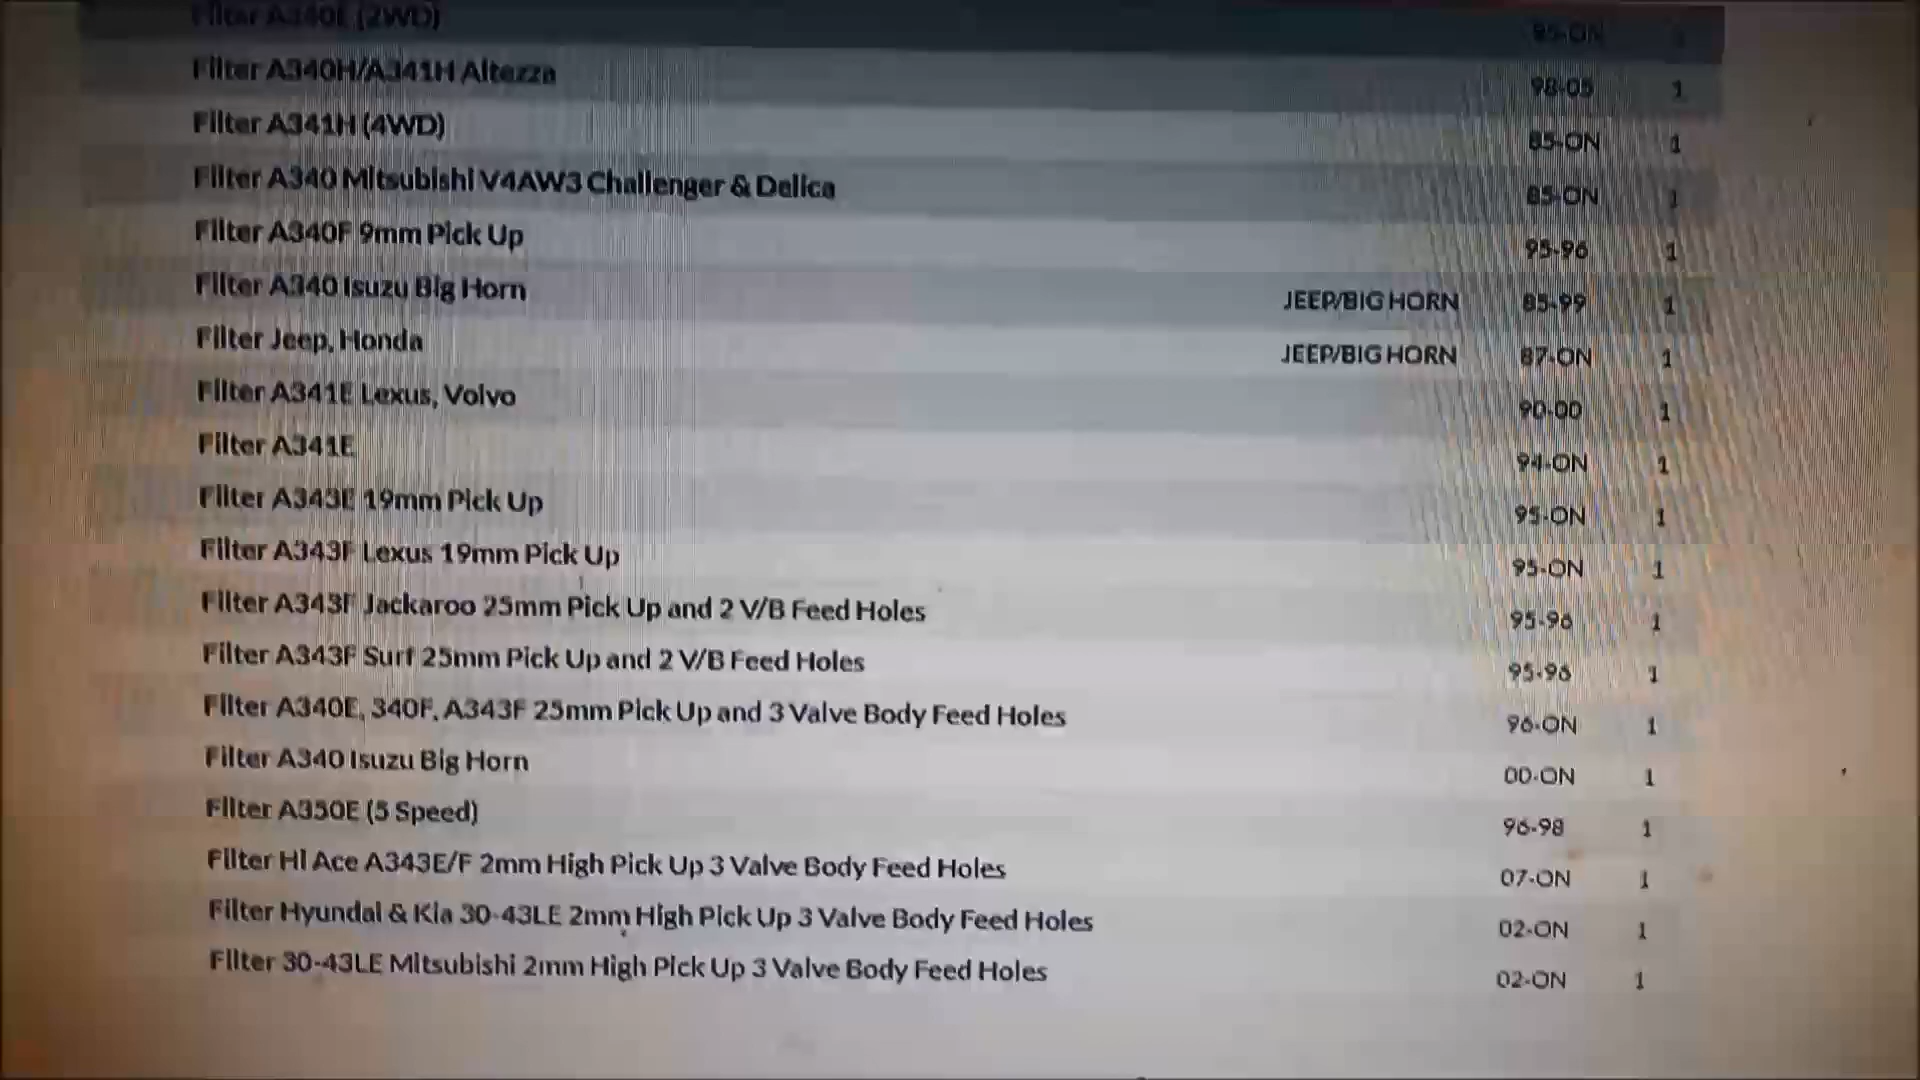 Filter A340E (2WD) 95-ON
Filter A340H/A341H Altezza 98-05 1
Filter A341H (4WD) 85-ON 1
Filter A340 Mitsubishi V4AW3 Challenger & Delica 85-ON 1
Filter A340F 9mm Pick Up 95-96 1
Filter A340 Isuzu Big Horn JEEP/BIG HORN 85-99 1
Filter Jeep, Honda JEEP/BIG HORN 87-ON 1
Filter A341E Lexus, Volvo 90-00 1
Filter A341E 94-ON 1
Filter A343E 19mm Pick Up 95-ON 1
Filter A343F Lexus 19mm Pick Up 95-ON 1
Filter A343F Jackaroo 25mm Pick Up and 2 V/B Feed Holes 95-96 1
Filter A343F Surf 25mm Pick Up and 2 V/B Feed Holes 95-96 1
Filter A340E, 340F, A343F 25mm Pick Up and 3 Valve Body Feed Holes 96-ON 1
Filter A340 Isuzu Big Horn 00-ON 1
Filter A350E (5 Speed) 96-98 1
Filter Hi Ace A343E/F 2mm High Pick Up 3 Valve Body Feed Holes 07-ON 1
Filter Hyundai & Kia 30-43LE 2mm High Pick Up 3 Valve Body Feed Holes 02-ON 1
Filter 30-43LE Mitsubishi 2mm High Pick Up 3 Valve Body Feed Holes 02-ON 1